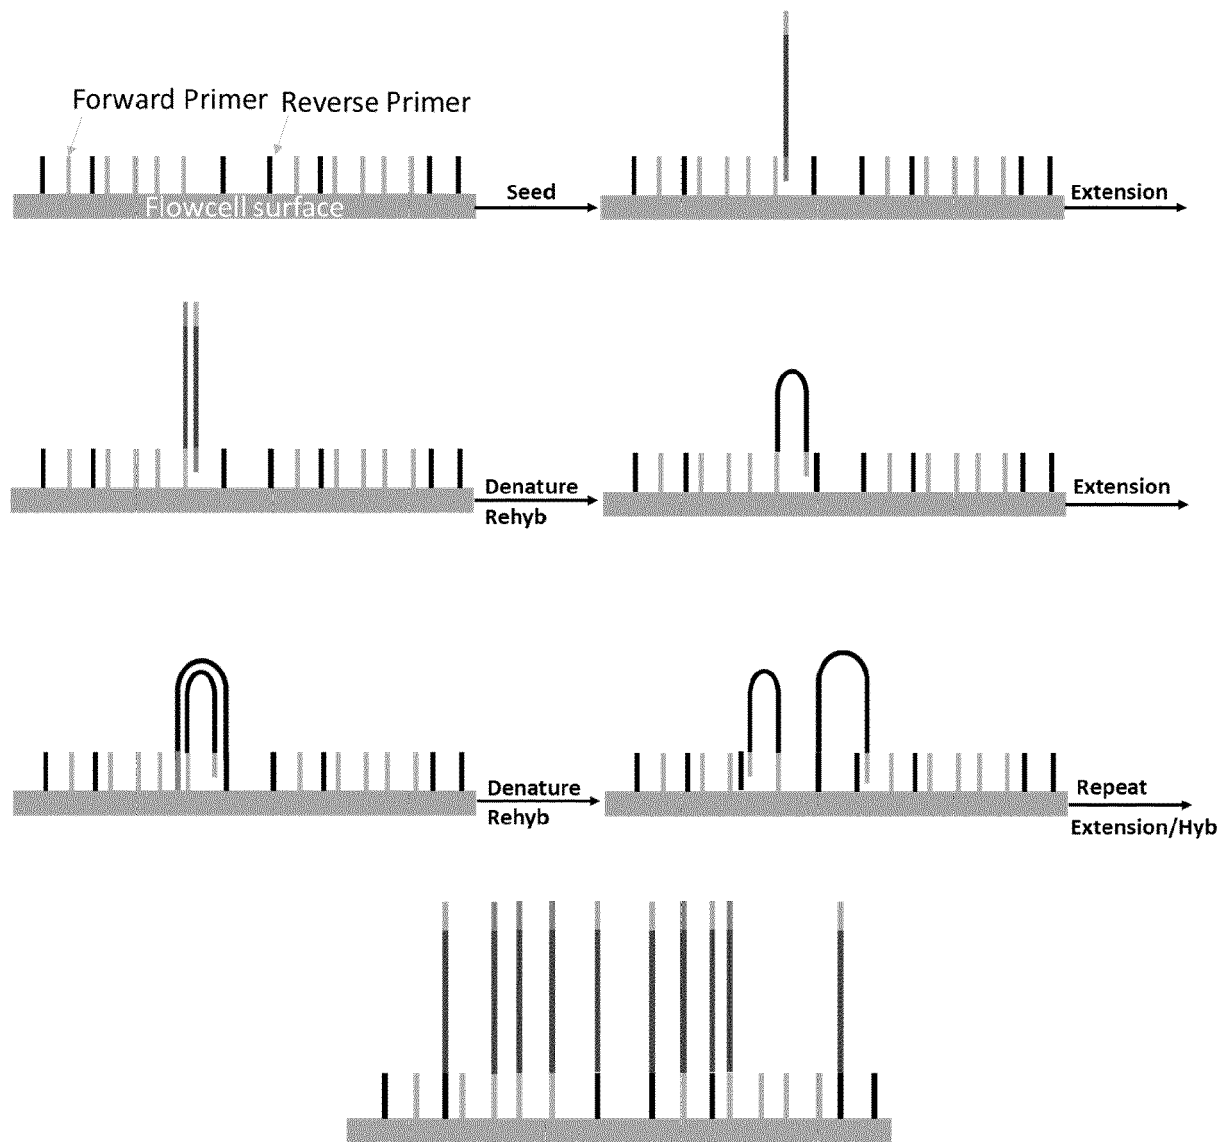 Forward Primer
Reverse Primer
Flowcell surface
Seed
Extension
Denature
Rehyb
Extension
Denature
Rehyb
Repeat
Extension/Hyb